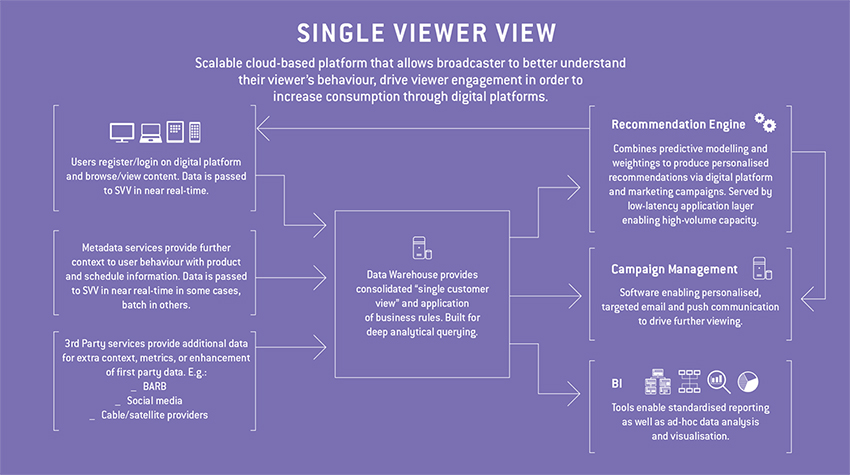 SINGLE VIEWER VIEW
Scalable cloud-based platform that allows broadcaster to better understand
their viewer's behaviour, drive viewer engagement in order to
increase consumption through digital platforms.
Users register/login on digital platform
and browse/view content. Data is passed
to SVV in near real-time.
Metadata services provide further
context to user behaviour with product
and schedule information. Data is passed
to SVV in near real-time in some cases,
batch in others.
3rd Party services provide additional data
for extra context, metrics, or enhancement
of first party data. E.g.:
_ BARB
_ Social media
_ Cable/satellite providers
Data Warehouse provides
consolidated "single customer
view" and application
of business rules. Built for
deep analytical querying.
Recommendation Engine
Combines predictive modelling and
weightings to produce personalised
recommendations via digital platform
and marketing campaigns. Served by
low-latency application layer
enabling high-volume capacity.
Campaign Management
Software enabling personalised,
targeted email and push communication
to drive further viewing.
BI
Tools enable standardised reporting
as well as ad-hoc data analysis
and visualisation.